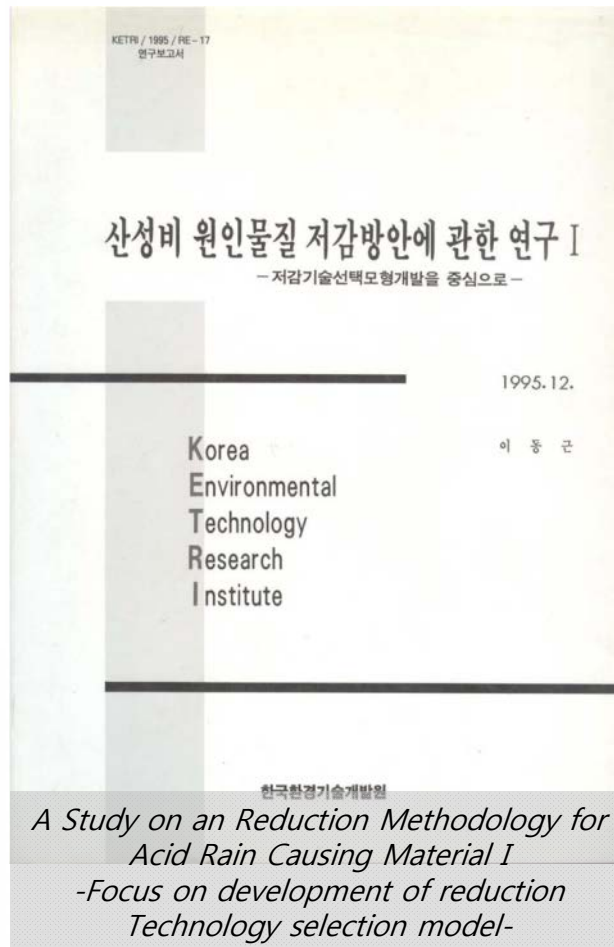 KETRI / 1995 / RE-17
연구보고서
산성비 원인물질 저감방안에 관한 연구 I
-저감기술선택모형개발을 중심으로-
1995.12.
이 동 근
Korea
Environmental
Technology
Research
Institute
한국환경기술개발원
A Study on an Reduction Methodology for
Acid Rain Causing Material I
-Focus on development of reduction
Technology selection model-